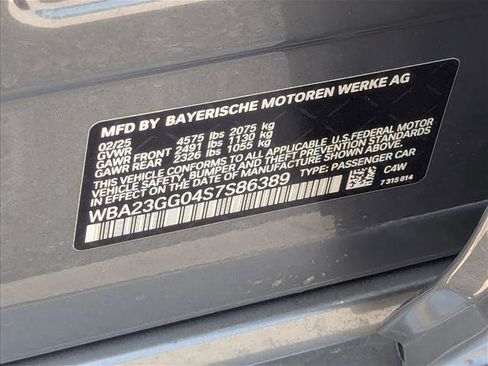 MFD BY BAYERISCHE MOTOREN WERKE AG
02/25
GVWR 4575 lbs 2075 kg
GAWR FRONT 2491 lbs 1130 kg
GAWR REAR 2326 lbs 1055 kg
THIS VEHICLE CONFORMS TO ALL APPLICABLE U.S. FEDERAL MOTOR
VEHICLE SAFETY, BUMPER, AND THEFT PREVENTION STANDARDS
IN EFFECT ON THE DATE OF MANUFACTURE SHOWN ABOVE.
WBA23GG04S7S86389 TYPE: PASSENGER CAR
C4W
7 315 814